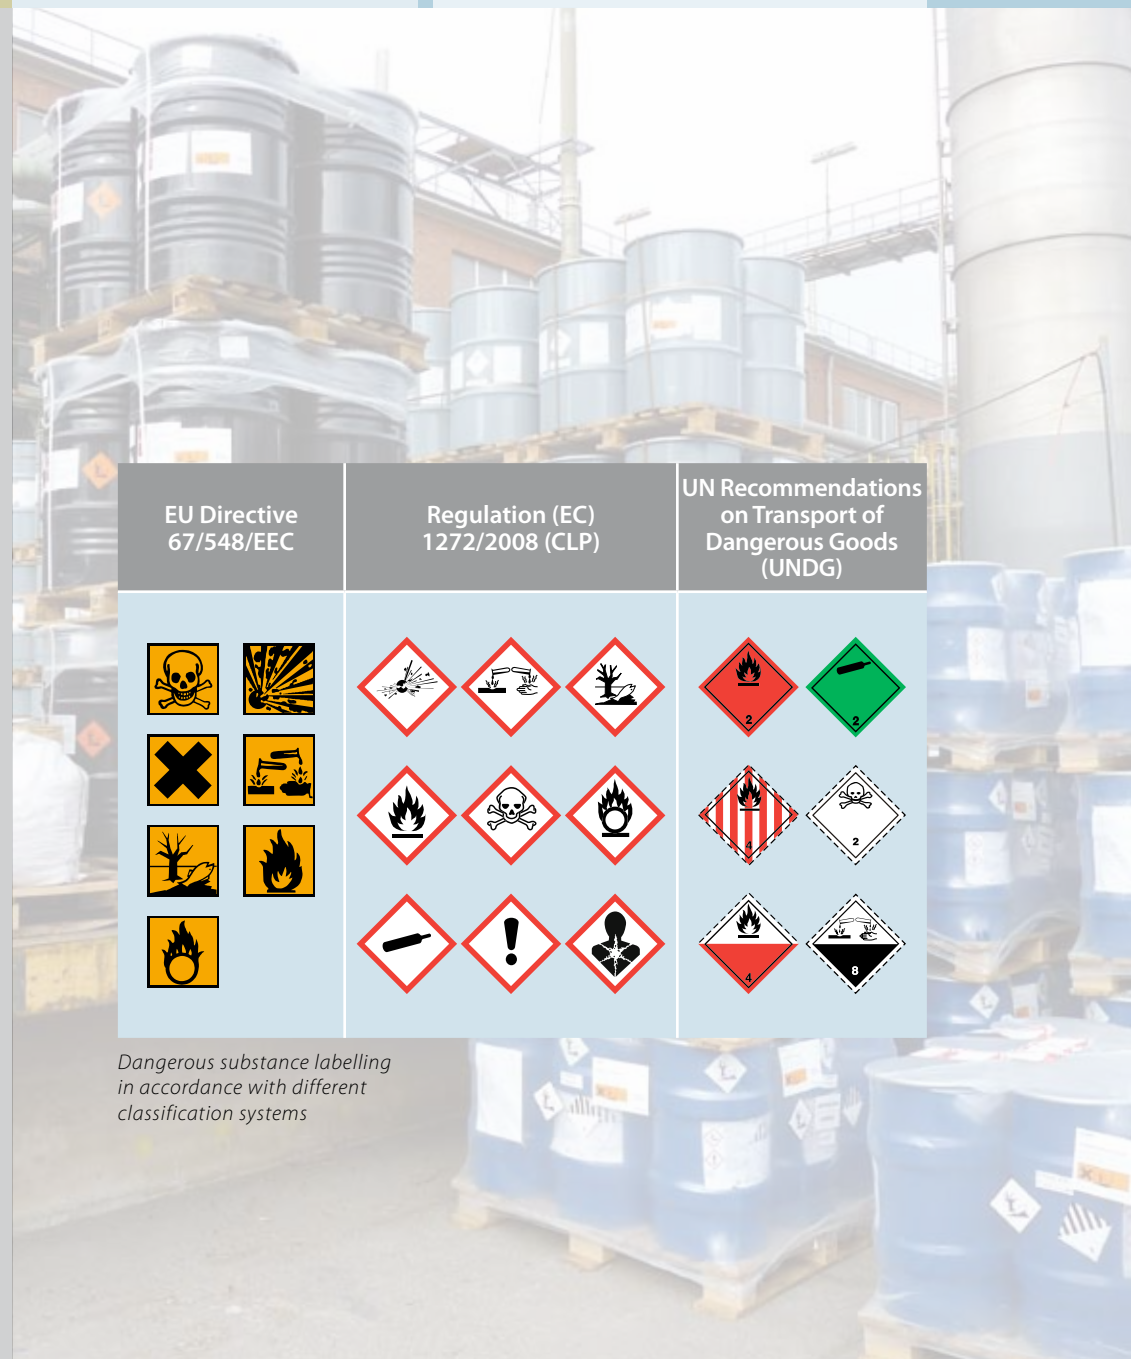 EU Directive
67/548/EEC
Regulation (EC)
1272/2008 (CLP)
UN Recommendations
on Transport of
Dangerous Goods
(UNDG)
2
2
4
2
4
8
Dangerous substance labelling
in accordance with different
classification systems